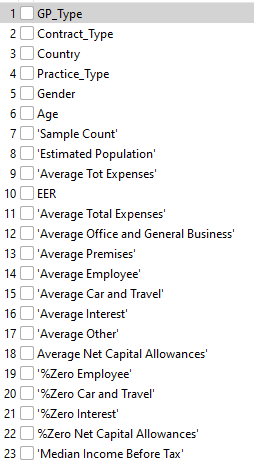 1 GP_Type
2 Contract_Type
3 Country
4 Practice_Type
5 Gender
6 Age
7 'Sample Count'
8 'Estimated Population'
9 'Average Tot Expenses'
10 EER
11 'Average Total Expenses'
12 'Average Office and General Business'
13 'Average Premises'
14 'Average Employee'
15 'Average Car and Travel'
16 'Average Interest'
17 'Average Other'
18 Average Net Capital Allowances'
19 '%Zero Employee'
20 '%Zero Car and Travel'
21 '%Zero Interest'
22 %Zero Net Capital Allowances'
23 'Median Income Before Tax'